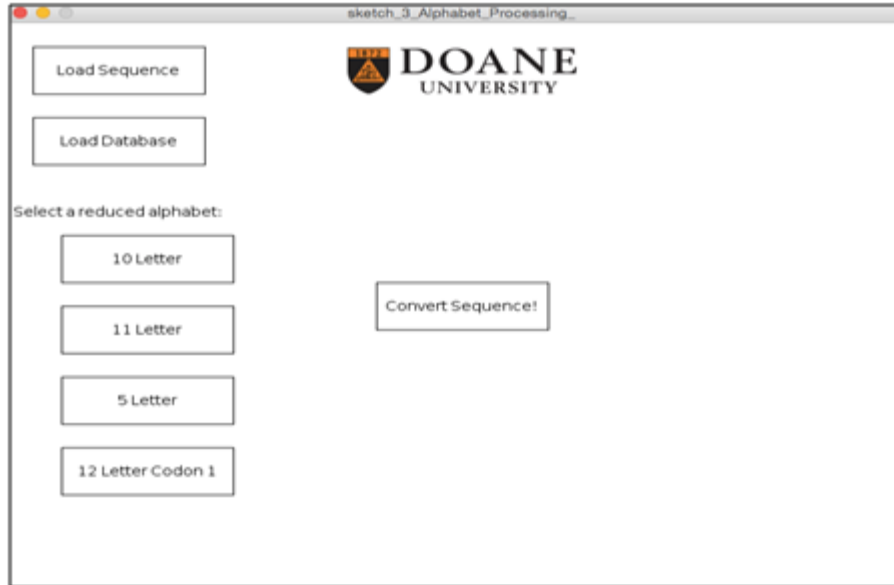 sketch_3_Alphabet_Processing_
Load Sequence
1872
DOANE
UNIVERSITY
Load Database
Select a reduced alphabet:
10 Letter
11 Letter
Convert Sequence!
5 Letter
12 Letter Codon 1